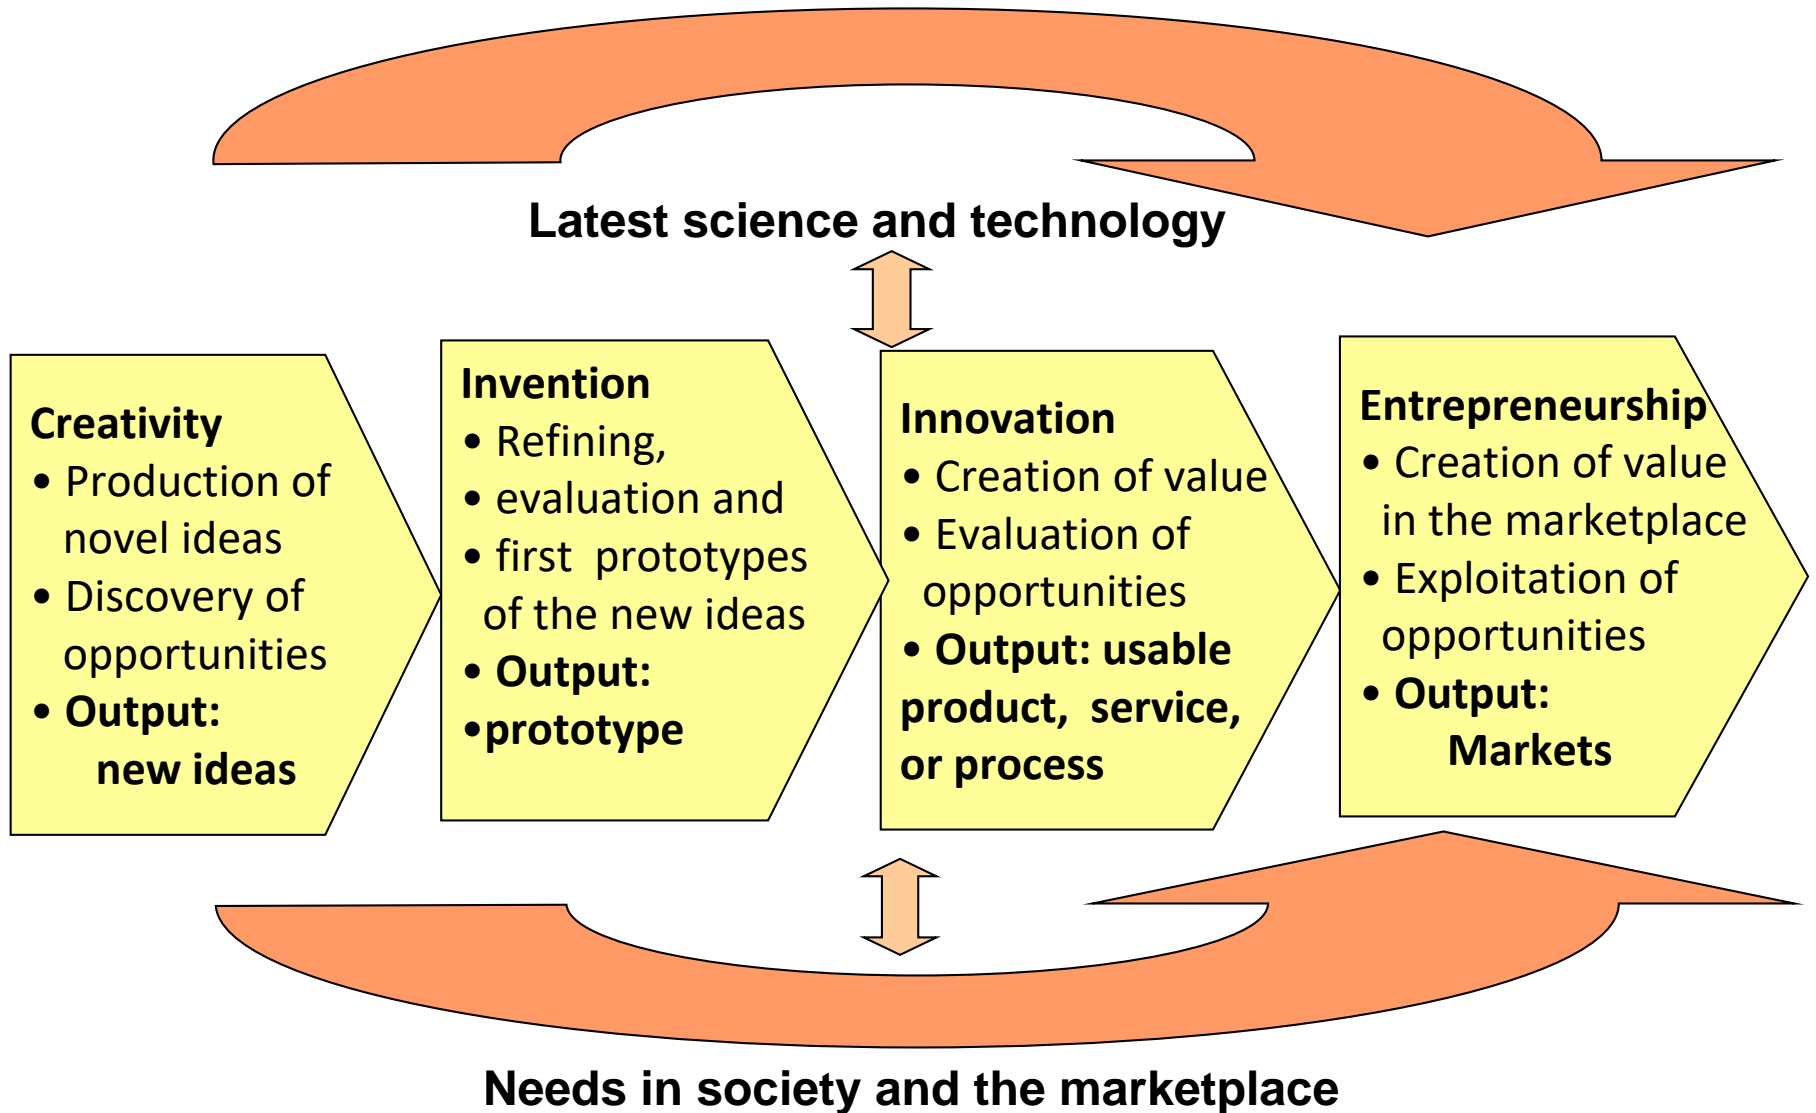 Latest science and technology
Creativity
• Production of
novel ideas
• Discovery of
opportunities
• Output:
new ideas
Invention
• Refining,
• evaluation and
• first prototypes
of the new ideas
• Output:
•prototype
Innovation
• Creation of value
• Evaluation of
opportunities
• Output: usable
product, service,
or process
Entrepreneurship
• Creation of value
in the marketplace
• Exploitation of
opportunities
• Output:
Markets
Needs in society and the marketplace